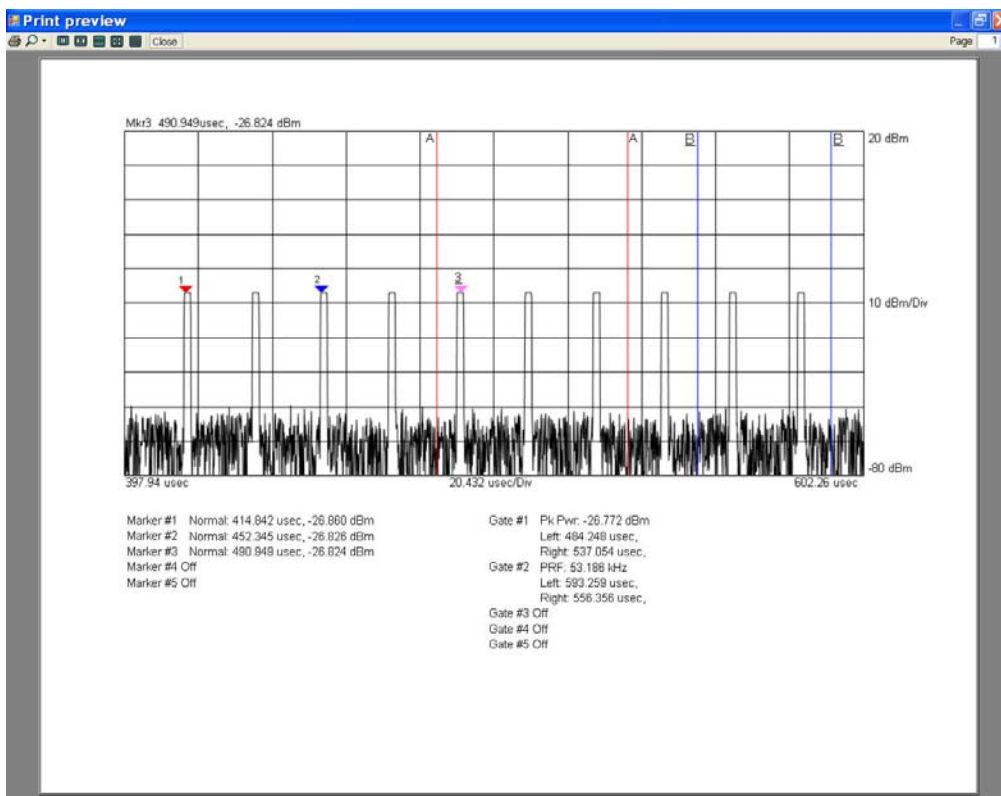 Print preview
Close
Page 1
Mkr3 490.949usec, -26.824 dBm
A A B B 20 dBm
1 2 3
10 dBm/Div
-80 dBm
397.94 usec 20.432 usec/Div 602.26 usec
Marker #1 Normal: 414.842 usec, -26.860 dBm
Marker #2 Normal: 452.345 usec, -26.826 dBm
Marker #3 Normal: 490.949 usec, -26.824 dBm
Marker #4 Off
Marker #5 Off
Gate #1 Pk Pwr: -26.772 dBm
Left: 484.248 usec,
Right: 537.054 usec,
Gate #2 PRF: 53.186 kHz
Left: 593.259 usec,
Right: 556.356 usec,
Gate #3 Off
Gate #4 Off
Gate #5 Off